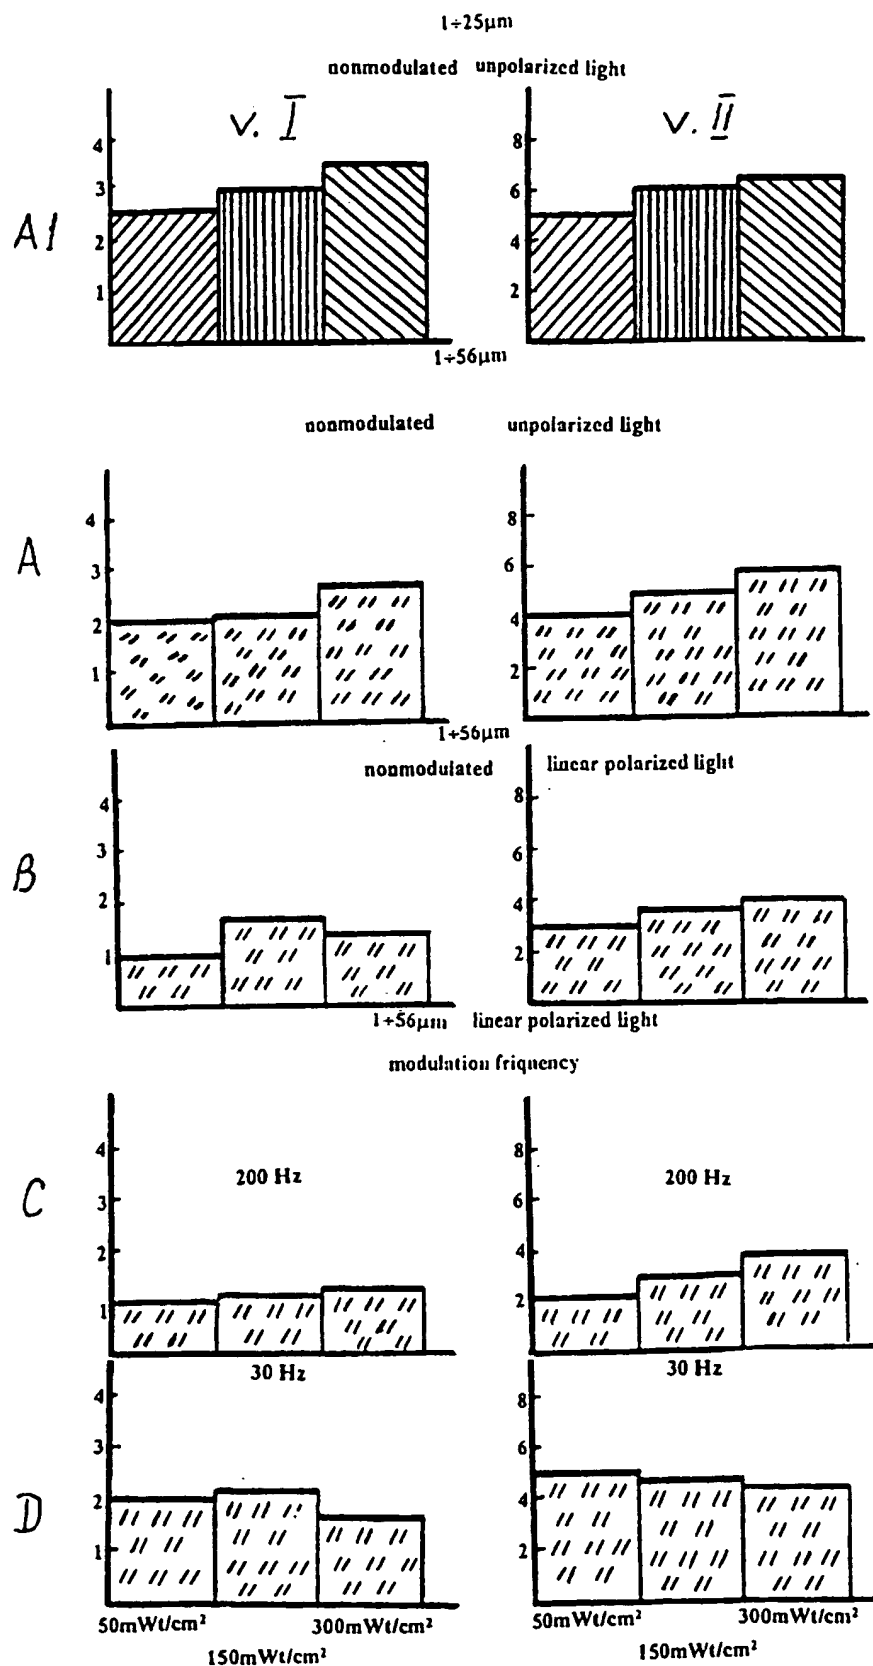 1÷25μm
nonmodulated unpolarized light
v. I
v. II
A1
4
3
2
1
8
6
4
2
1÷56μm
nonmodulated unpolarized light
A
4
3
2
1
8
6
4
2
1÷56μm
nonmodulated linear polarized light
B
4
3
2
1
8
6
4
2
1÷56μm linear polarized light
modulation friquency
C
200 Hz
200 Hz
4
3
2
1
8
6
4
2
30 Hz
30 Hz
D
4
3
2
1
8
6
4
2
50mWt/cm² 300mWt/cm²
150mWt/cm²
50mWt/cm² 300mWt/cm²
150mWt/cm²